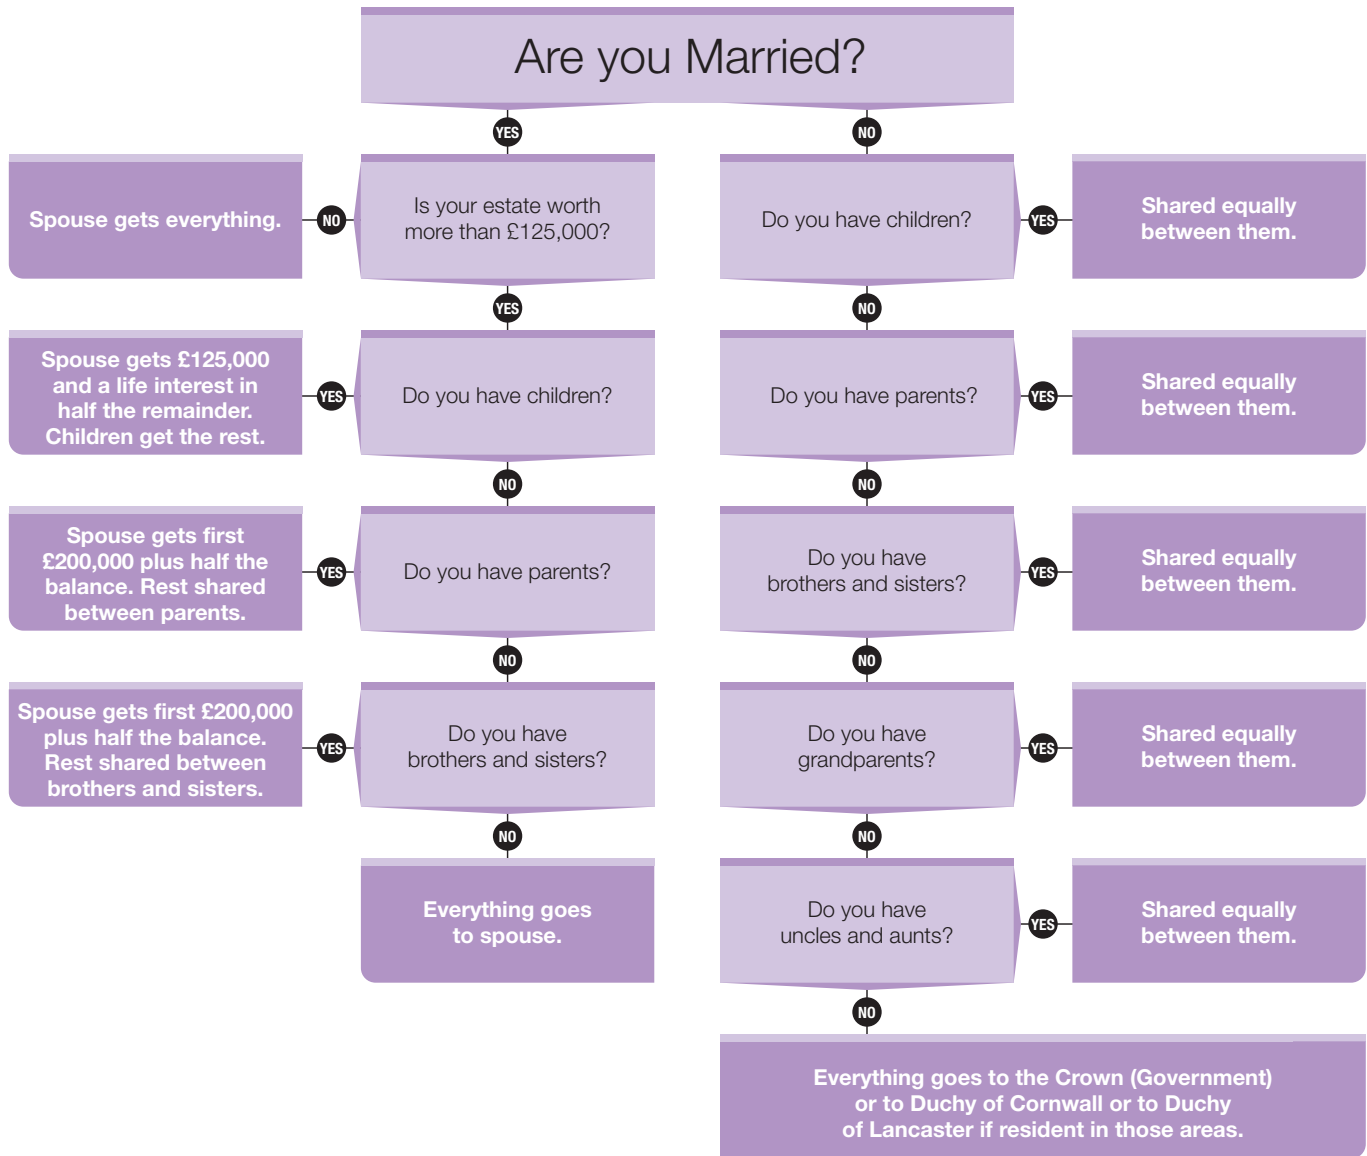 Are you Married?
YES
NO
Spouse gets everything.
NO
Is your estate worth
more than £125,000?
Do you have children?
YES
Shared equally
between them.
YES
NO
Spouse gets £125,000
and a life interest in
half the remainder.
Children get the rest.
YES
Do you have children?
Do you have parents?
YES
Shared equally
between them.
NO
NO
Spouse gets first
£200,000 plus half the
balance. Rest shared
between parents.
YES
Do you have parents?
Do you have
brothers and sisters?
YES
Shared equally
between them.
NO
NO
Spouse gets first £200,000
plus half the balance.
Rest shared between
brothers and sisters.
YES
Do you have
brothers and sisters?
Do you have
grandparents?
YES
Shared equally
between them.
NO
NO
Everything goes
to spouse.
Do you have
uncles and aunts?
YES
Shared equally
between them.
NO
Everything goes to the Crown (Government)
or to Duchy of Cornwall or to Duchy
of Lancaster if resident in those areas.